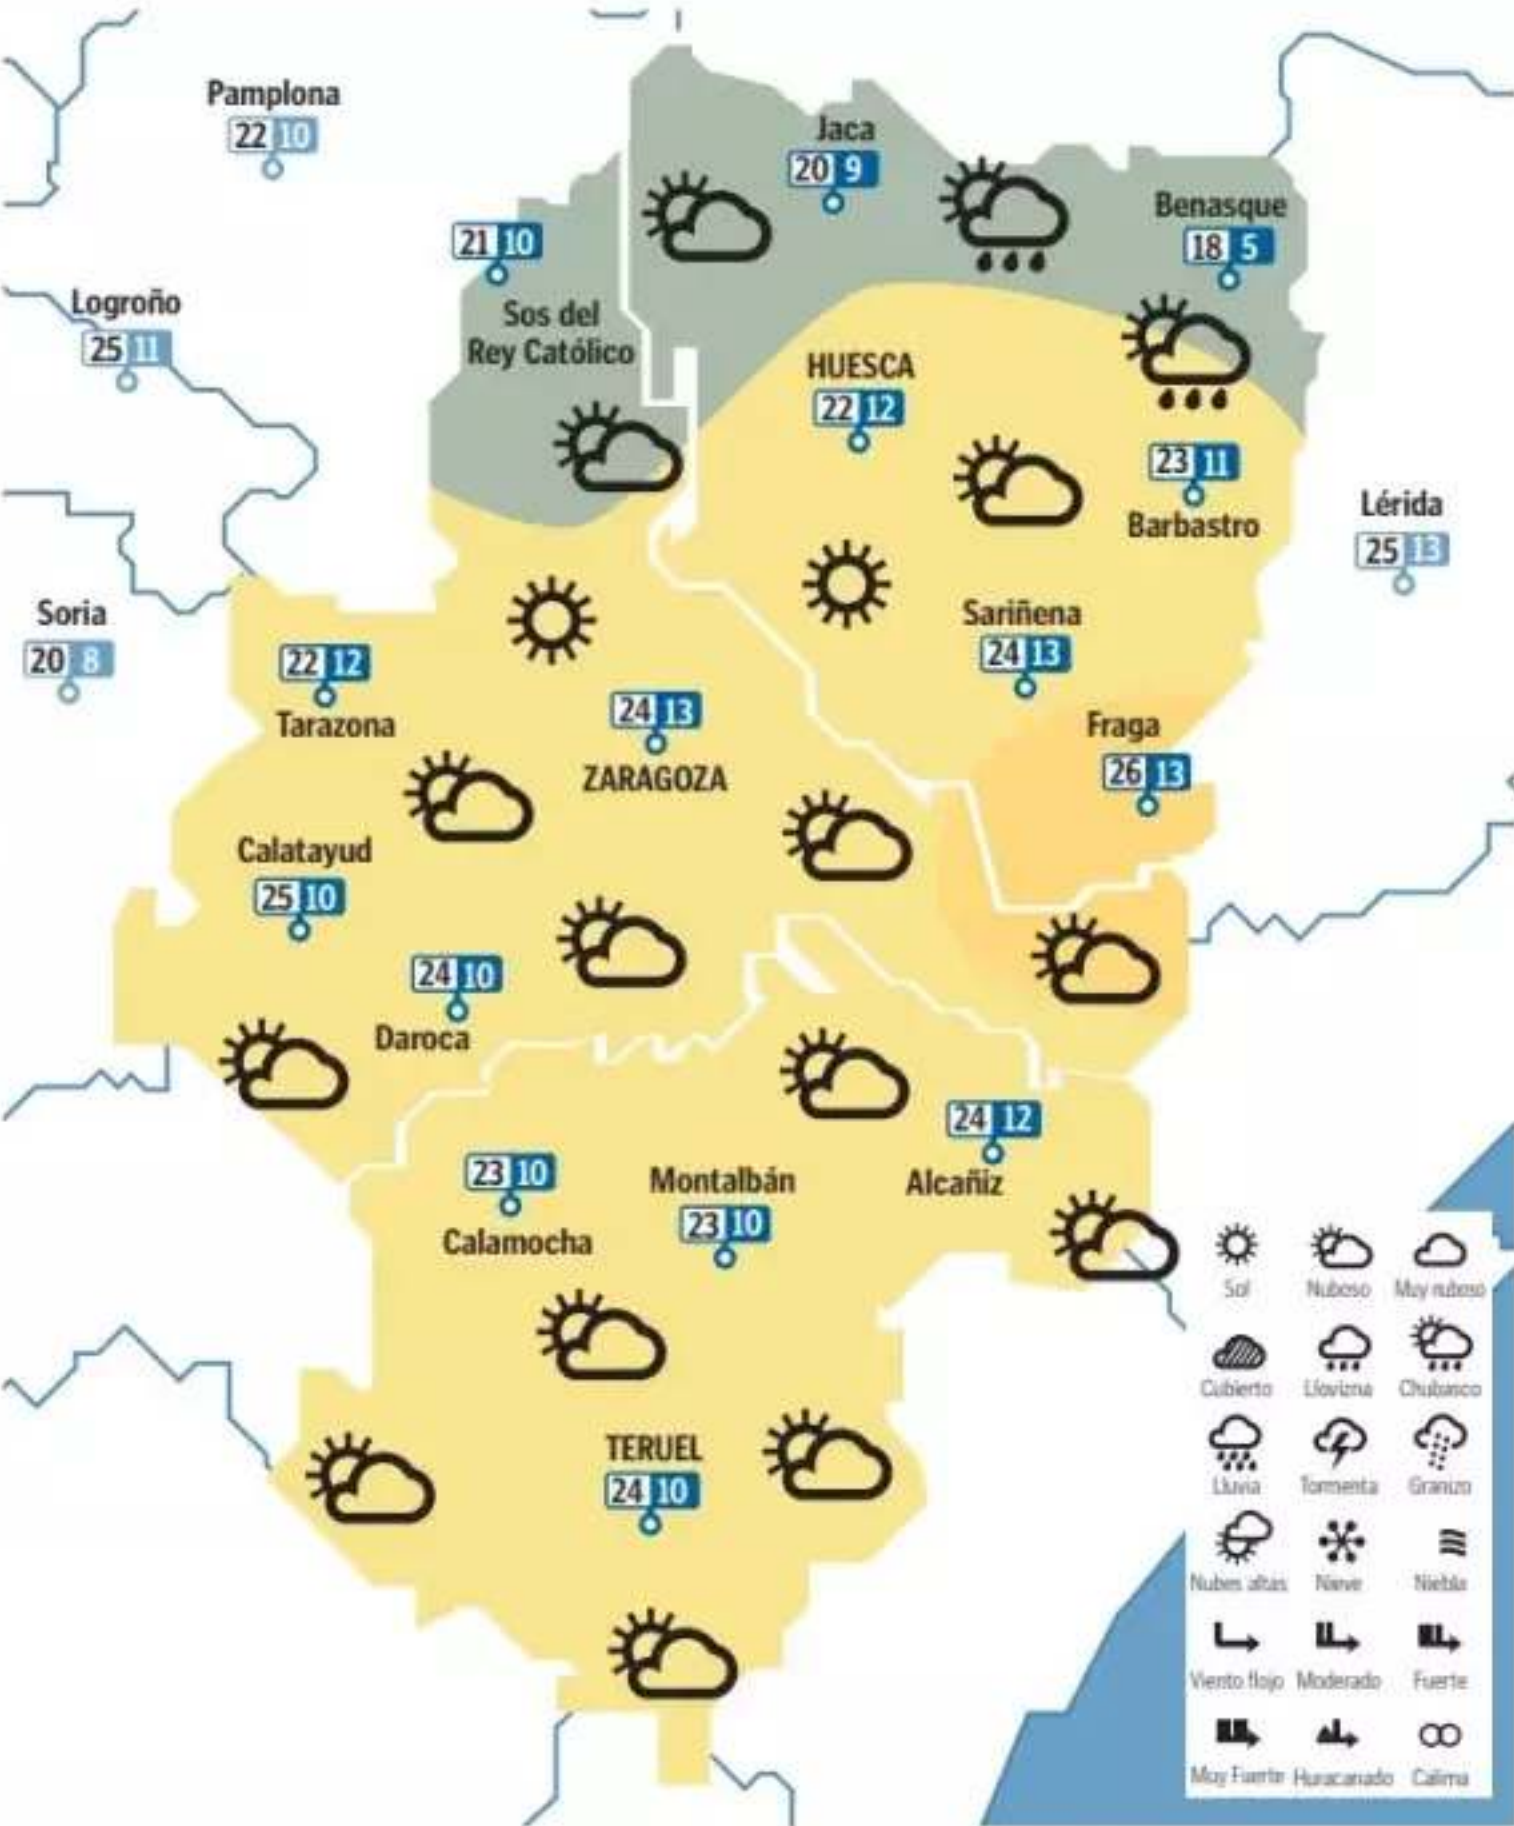 Pamplona
22 10
Jaca
20 9
Benasque
18 5
21 10
Sos del
Rey Católico
Logroño
25 11
HUESCA
22 12
23 11
Barbastro
Lérida
25 13
Soria
20 8
Sariñena
24 13
22 12
Tarazona
24 13
ZARAGOZA
Fraga
26 13
Calatayud
25 10
24 10
Daroca
24 12
Alcañiz
23 10
Calamocha
Montalbán
23 10
TERUEL
24 10
Sol Nuboso Muy nuboso
Cubierto Llovizna Chubasco
Lluvia Tormenta Granizo
Nubes altas Nieve Niebla
Viento flojo Moderado Fuerte
Muy Fuerte Huracanado Calima